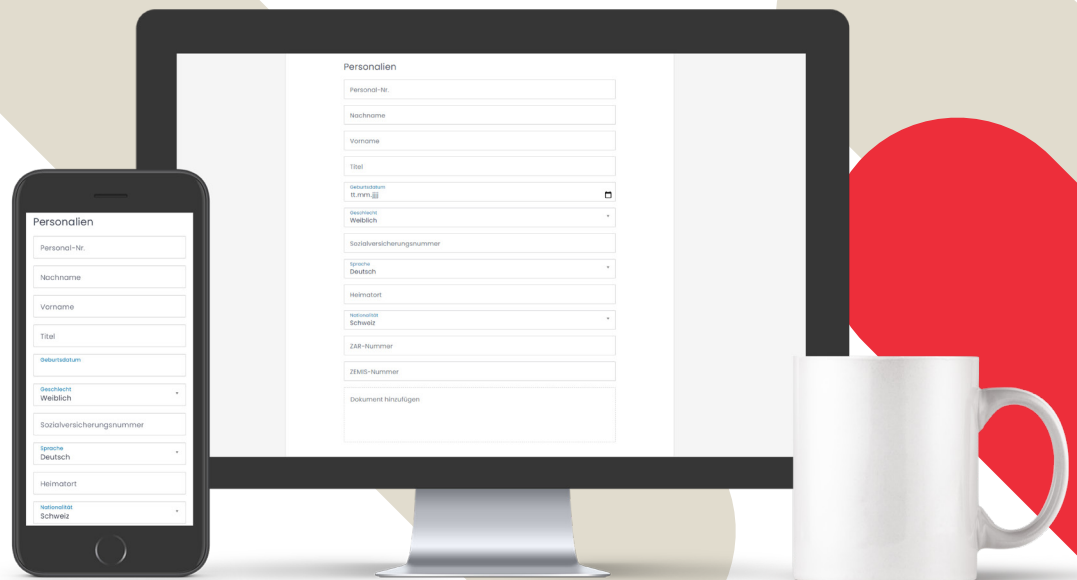 Personalien
Personal-Nr.
Nachname
Vorname
Titel
Geburtsdatum
tt.mm.jjjj
Geschlecht
Weiblich
Sozialversicherungsnummer
Sprache
Deutsch
Heimatort
Nationalität
Schweiz
ZAR-Nummer
ZEMIS-Nummer
Dokument hinzufügen
Personalien
Personal-Nr.
Nachname
Vorname
Titel
Geburtsdatum
Geschlecht
Weiblich
Sozialversicherungsnummer
Sprache
Deutsch
Heimatort
Nationalität
Schweiz